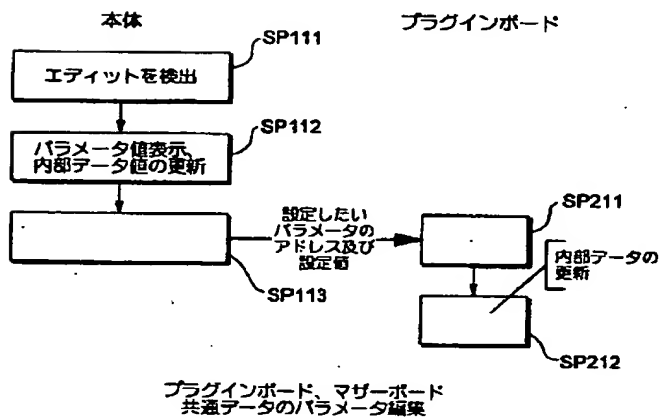 本体
プラグインボード
SP111
エディットを検出
SP112
パラメータ値表示、
内部データ値の更新
設定したい
パラメータの
アドレス及び
設定値
SP113
SP211
内部データの
更新
SP212
プラグインボード、マザーボード
共通データのパラメータ編集